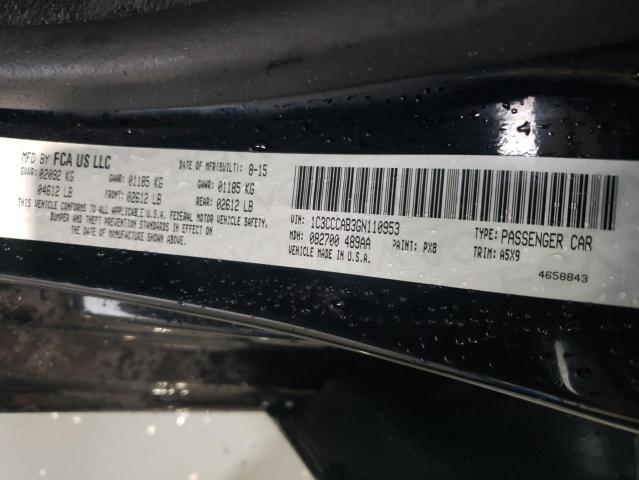 MFD BY FCA US LLC DATE OF MFR(BUILT): 8-15
GVWR: 02092 KG GAWR: 01185 KG GAWR: 01185 KG
04612 LB FRONT: 02612 LB REAR: 02612 LB
THIS VEHICLE CONFORMS TO ALL APPLICABLE U.S.A. FEDERAL MOTOR VEHICLE SAFETY,
BUMPER AND THEFT PREVENTION STANDARDS IN EFFECT
ON THE DATE OF MANUFACTURE SHOWN ABOVE.
VIN: 1C3CCCAB3GN110953 TYPE: PASSENGER CAR
MDH: 082700 489AA PAINT: PX8 TRIM: A5X9
VEHICLE MADE IN U.S.A. 4658843